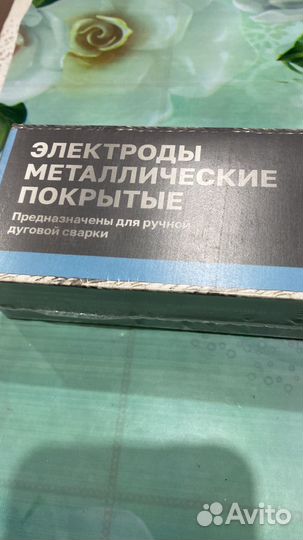 ЭЛЕКТРОДЫ
МЕТАЛЛИЧЕСКИЕ
ПОКРЫТЫЕ
Предназначены для ручной
дуговой сварки
Avito